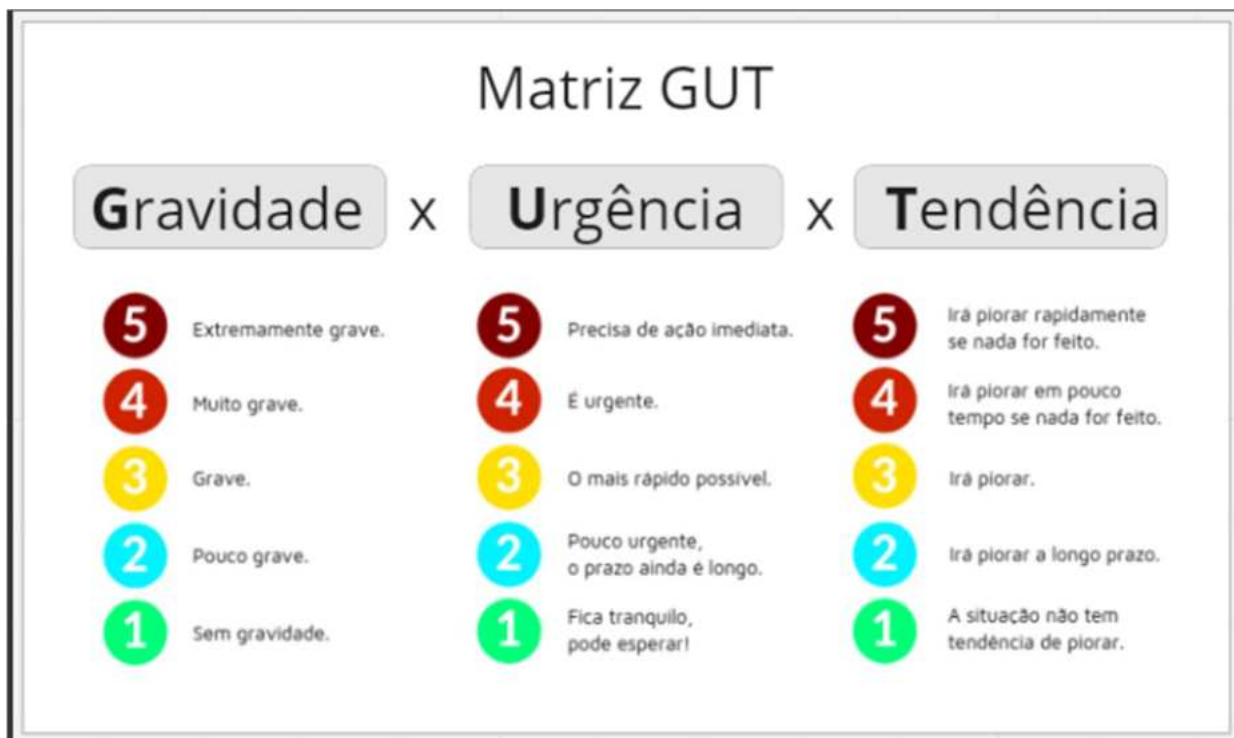 Matriz GUT
Gravidade x Urgência x Tendência
5 Extremamente grave.
4 Muito grave.
3 Grave.
2 Pouco grave.
1 Sem gravidade.
5 Precisa de ação imediata.
4 É urgente.
3 O mais rápido possível.
2 Pouco urgente,
o prazo ainda é longo.
1 Fica tranquilo,
pode esperar!
5 Irá piorar rapidamente
se nada for feito.
4 Irá piorar em pouco
tempo se nada for feito.
3 Irá piorar.
2 Irá piorar a longo prazo.
1 A situação não tem
tendência de piorar.